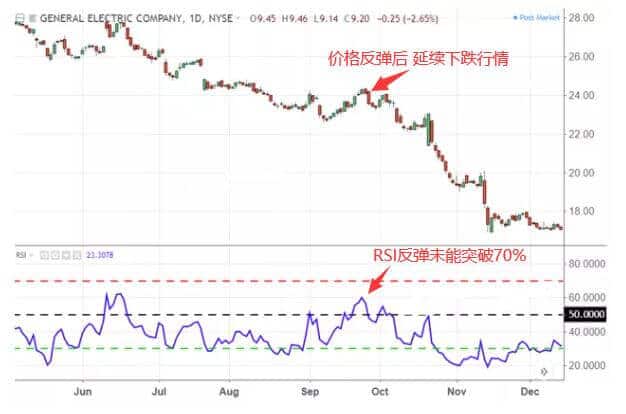 GENERAL ELECTRIC COMPANY, 1D, NYSE O9.45 H9.46 L9.14 C9.20 -0.25 (-2.65%)
Post Market
28.00
26.00
24.00
22.00
20.00
18.00
价格反弹后 延续下跌行情
RSI 23.3078
RSI反弹未能突破70%
80.0000
60.0000
50.0000
40.0000
20.0000
Jun Jul Aug Sep Oct Nov Dec